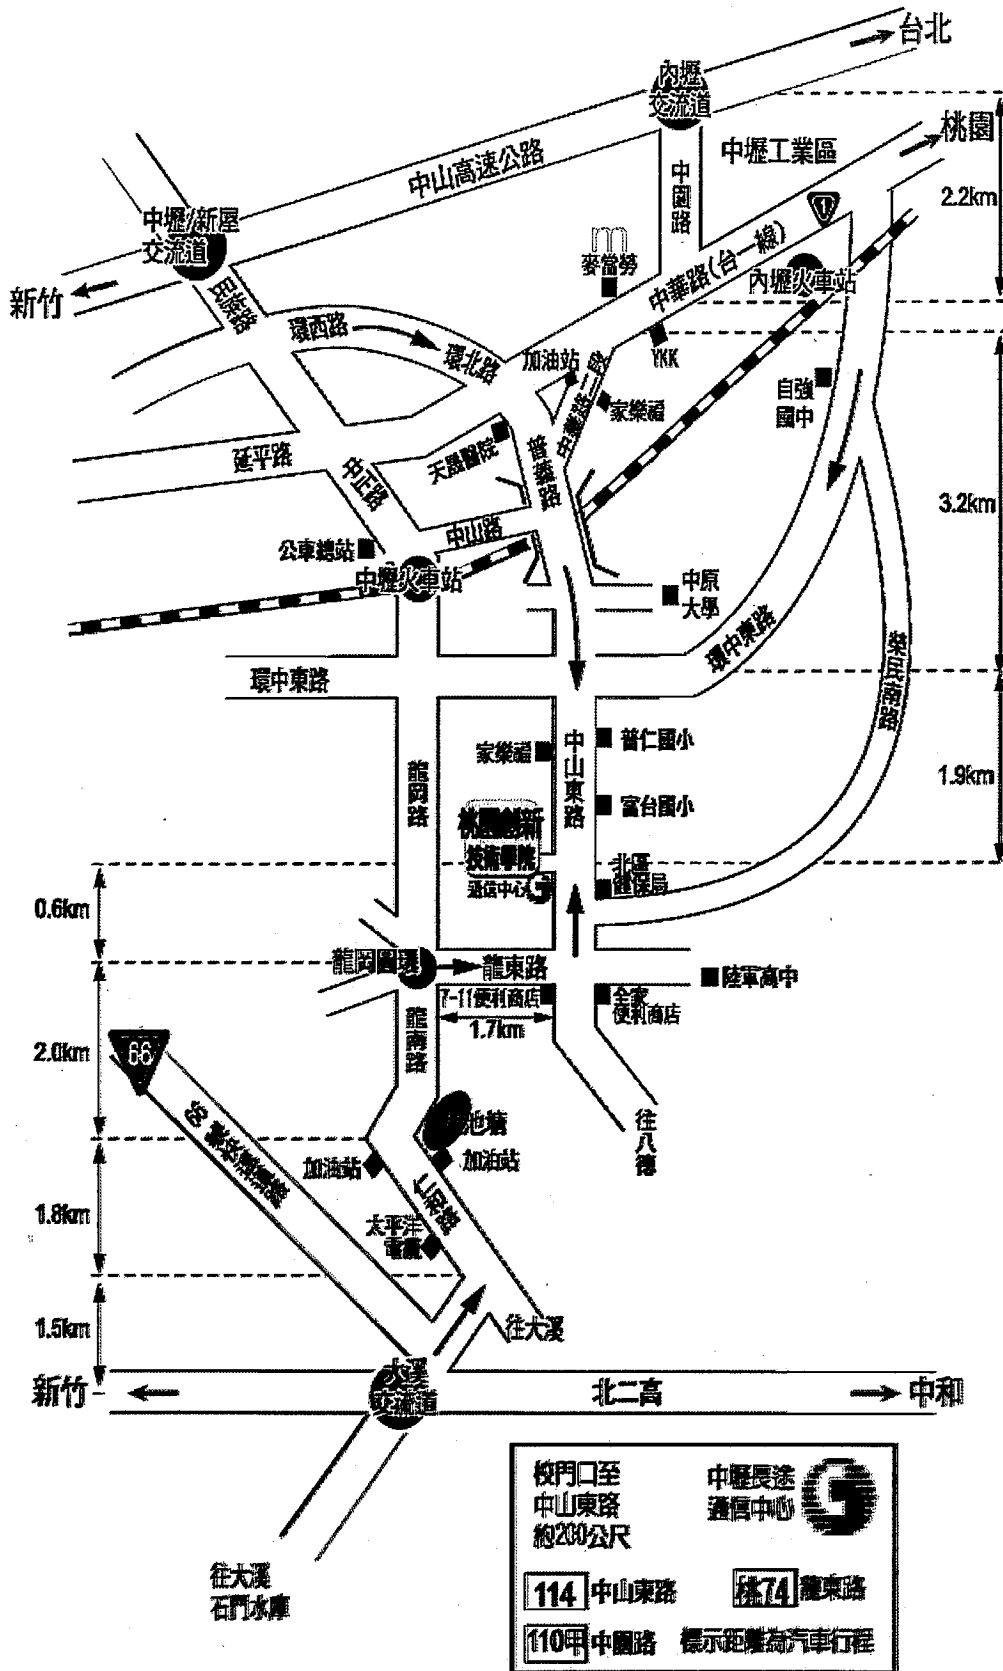 台北
內壢
交流道
桃園
中壢工業區
中山高速公路
中園路
2.2km
中壢/新屋
交流道
1
中華路(台一線)
麥當勞
內壢火車站
新竹
民族路
環西路
環北路
加油站
YKK
中華路二段
家樂福
自強
國中
延平路
天晟醫院
普義路
中正路
3.2km
中山路
公車總站
中壢火車站
中原
大學
環中東路
榮民南路
環中東路
中山東路
普仁國小
家樂福
龍岡路
1.9km
富台國小
桃園創新
技術學院
通信中心
北區
健保局
0.6km
龍岡圓環
龍東路
陸軍高中
7-11便利商店
全家
便利商店
1.7km
龍南路
2.0km
66
往八德
池塘
加油站
加油站
1.8km
太平洋
電纜
1.5km
往大溪
新竹
大溪
交流道
北二高
中和
校門口至
中山東路
約200公尺
中壢長途
通信中心
往大溪
石門水庫
114 中山東路
桃74 龍東路
110甲 中園路
標示距離為汽車行程